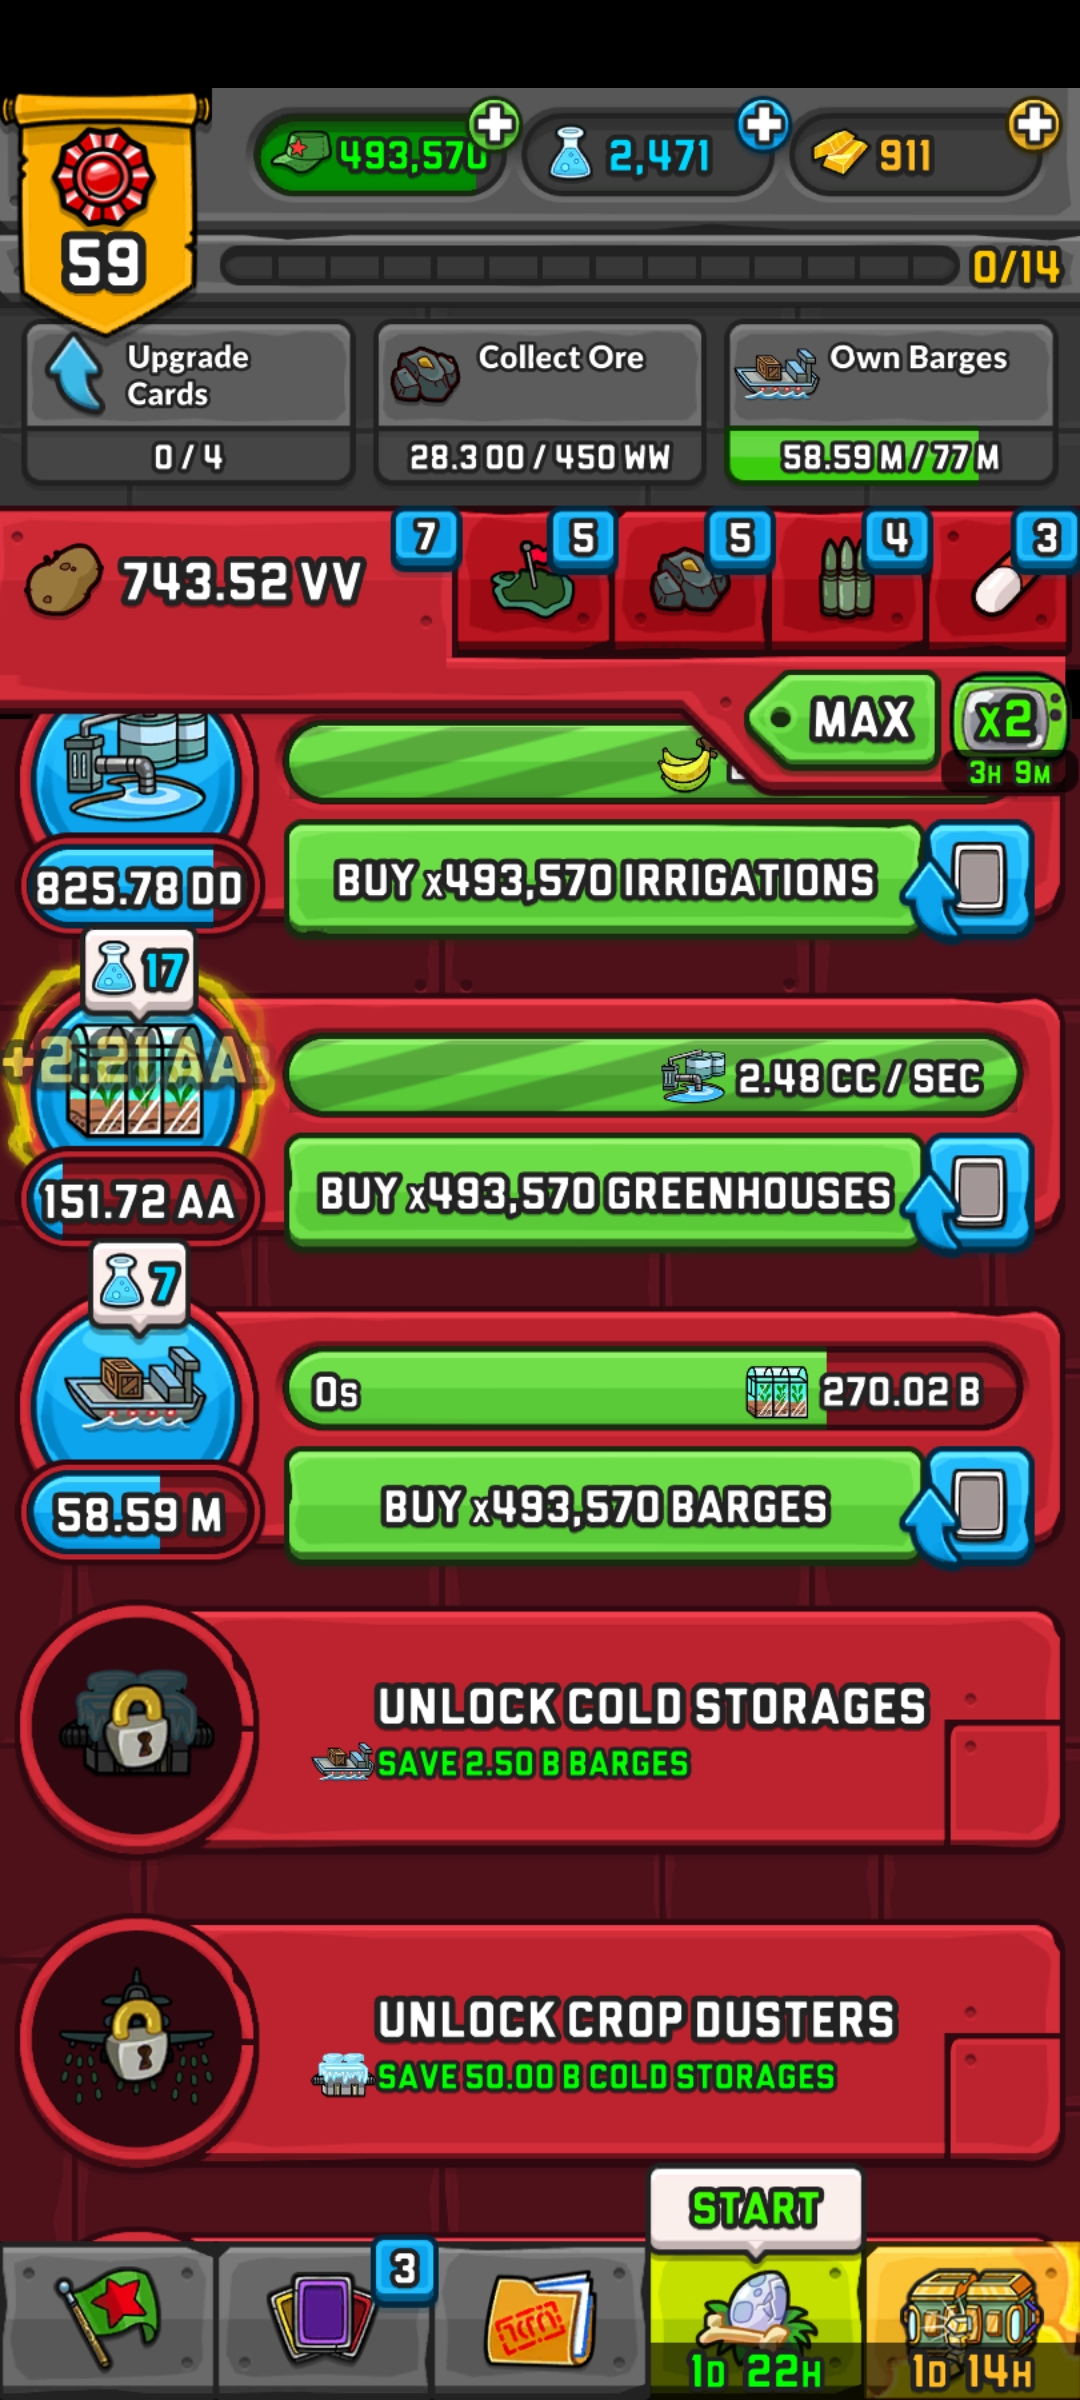 493,570
2,471
911
59
0/14
Upgrade
Cards
0 / 4
Collect Ore
28.3 OO / 450 WW
Own Barges
58.59 M / 77 M
743.52 VV
7
5
5
4
3
MAX
x2
3H 9M
825.78 DD
BUY x493,570 IRRIGATIONS
17
+2.21 AA
2.48 CC / SEC
151.72 AA
BUY x493,570 GREENHOUSES
7
0s
270.02 B
58.59 M
BUY x493,570 BARGES
UNLOCK COLD STORAGES
SAVE 2.50 B BARGES
UNLOCK CROP DUSTERS
SAVE 50.00 B COLD STORAGES
START
3
1D 22H
1D 14H